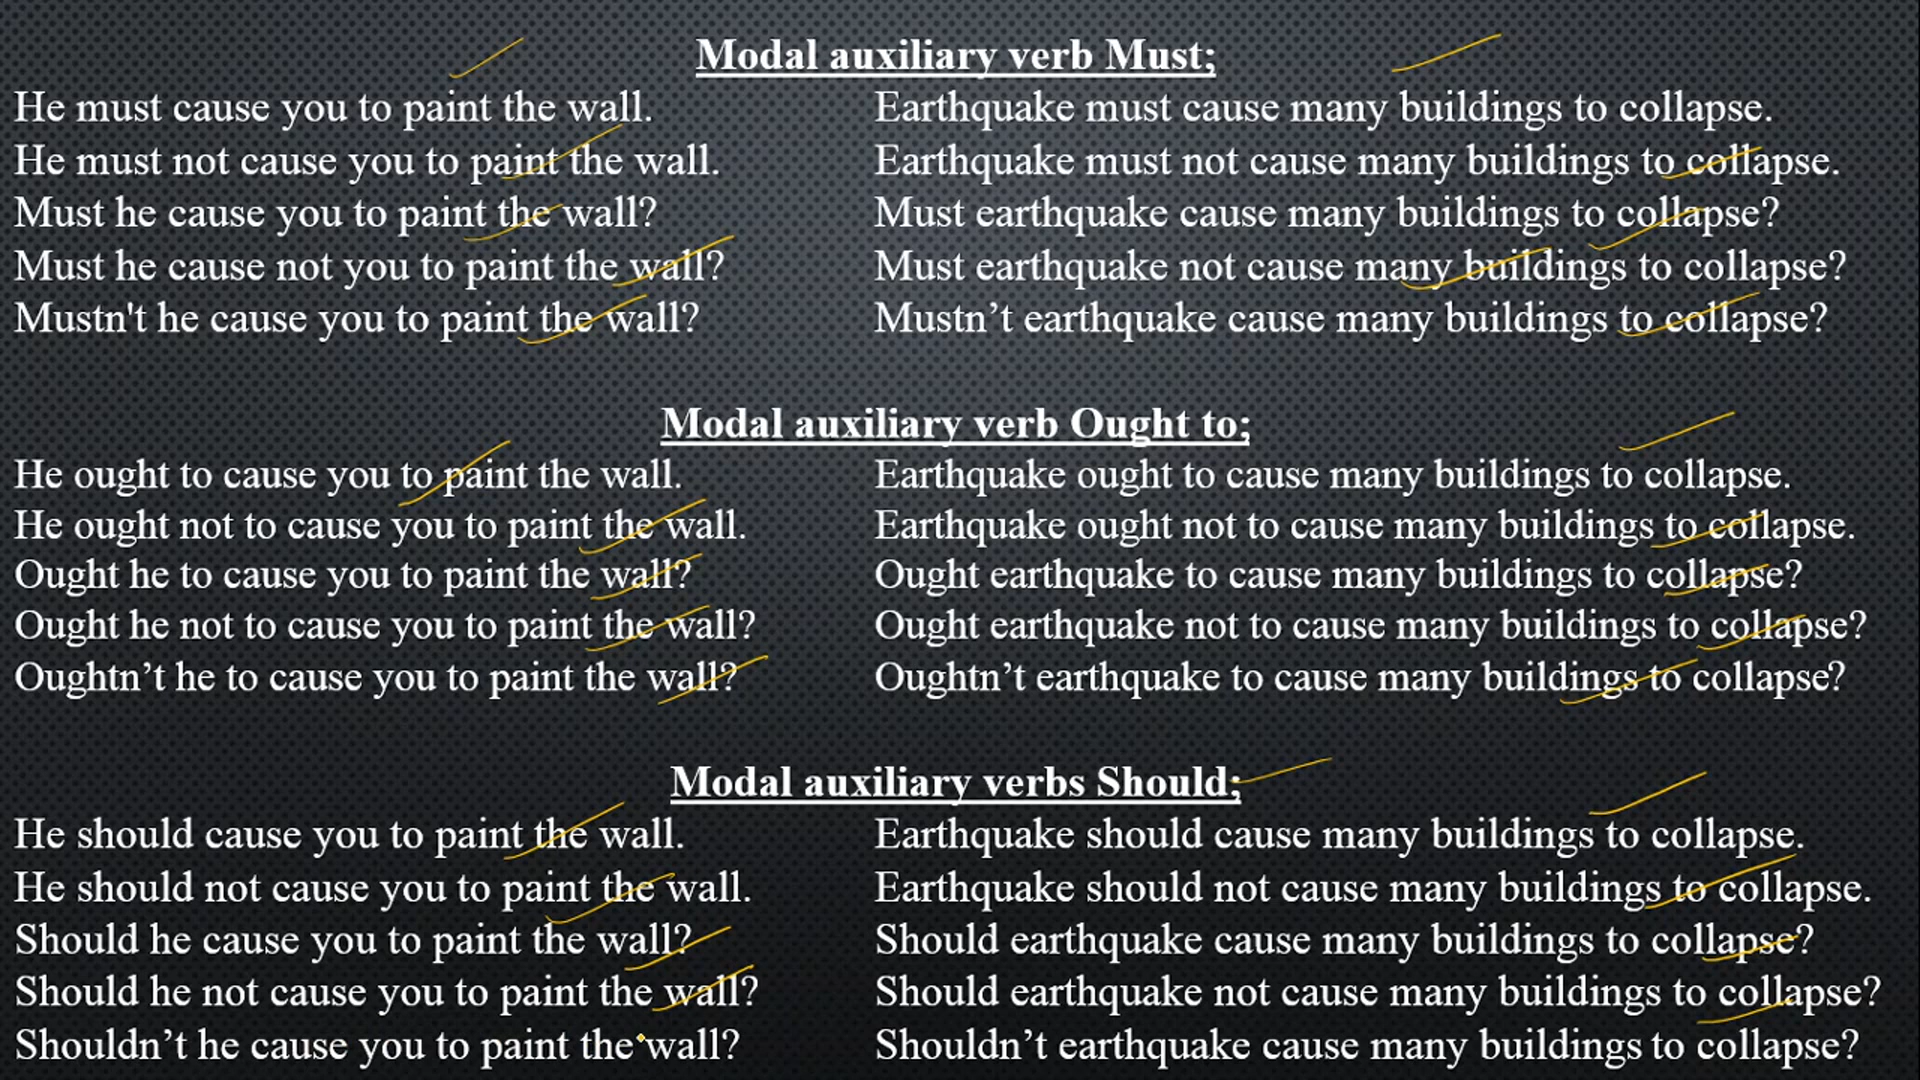 Modal auxiliary verb Must;
He must cause you to paint the wall.
He must not cause you to paint the wall.
Must he cause you to paint the wall?
Must he cause not you to paint the wall?
Mustn't he cause you to paint the wall?
Earthquake must cause many buildings to collapse.
Earthquake must not cause many buildings to collapse.
Must earthquake cause many buildings to collapse?
Must earthquake not cause many buildings to collapse?
Mustn’t earthquake cause many buildings to collapse?
Modal auxiliary verb Ought to;
He ought to cause you to paint the wall.
He ought not to cause you to paint the wall.
Ought he to cause you to paint the wall?
Ought he not to cause you to paint the wall?
Oughtn’t he to cause you to paint the wall?
Earthquake ought to cause many buildings to collapse.
Earthquake ought not to cause many buildings to collapse.
Ought earthquake to cause many buildings to collapse?
Ought earthquake not to cause many buildings to collapse?
Oughtn’t earthquake to cause many buildings to collapse?
Modal auxiliary verbs Should;
He should cause you to paint the wall.
He should not cause you to paint the wall.
Should he cause you to paint the wall?
Should he not cause you to paint the wall?
Shouldn’t he cause you to paint the wall?
Earthquake should cause many buildings to collapse.
Earthquake should not cause many buildings to collapse.
Should earthquake cause many buildings to collapse?
Should earthquake not cause many buildings to collapse?
Shouldn’t earthquake cause many buildings to collapse?